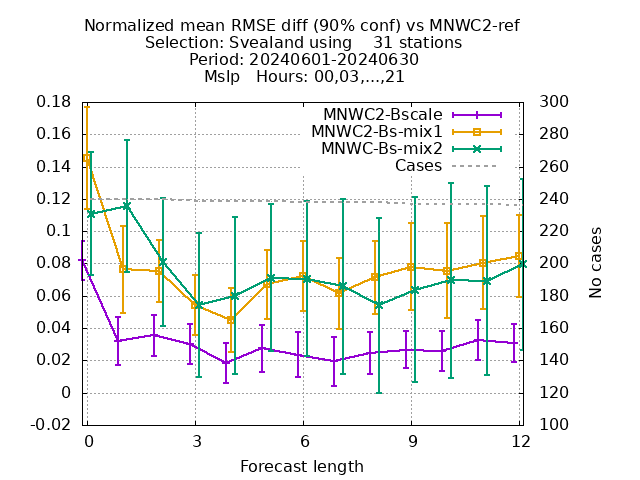 Normalized mean RMSE diff (90% conf) vs MNWC2-ref
Selection: Svealand using    31 stations
Period: 20240601-20240630
Mslp   Hours: 00,03,...,21
MNWC2-Bscale
MNWC2-Bs-mix1
MNWC-Bs-mix2
Cases
0.18
0.16
0.14
0.12
0.1
0.08
0.06
0.04
0.02
0
-0.02
300
280
260
240
220
200
180
160
140
120
100
No cases
0 3 6 9 12
Forecast length